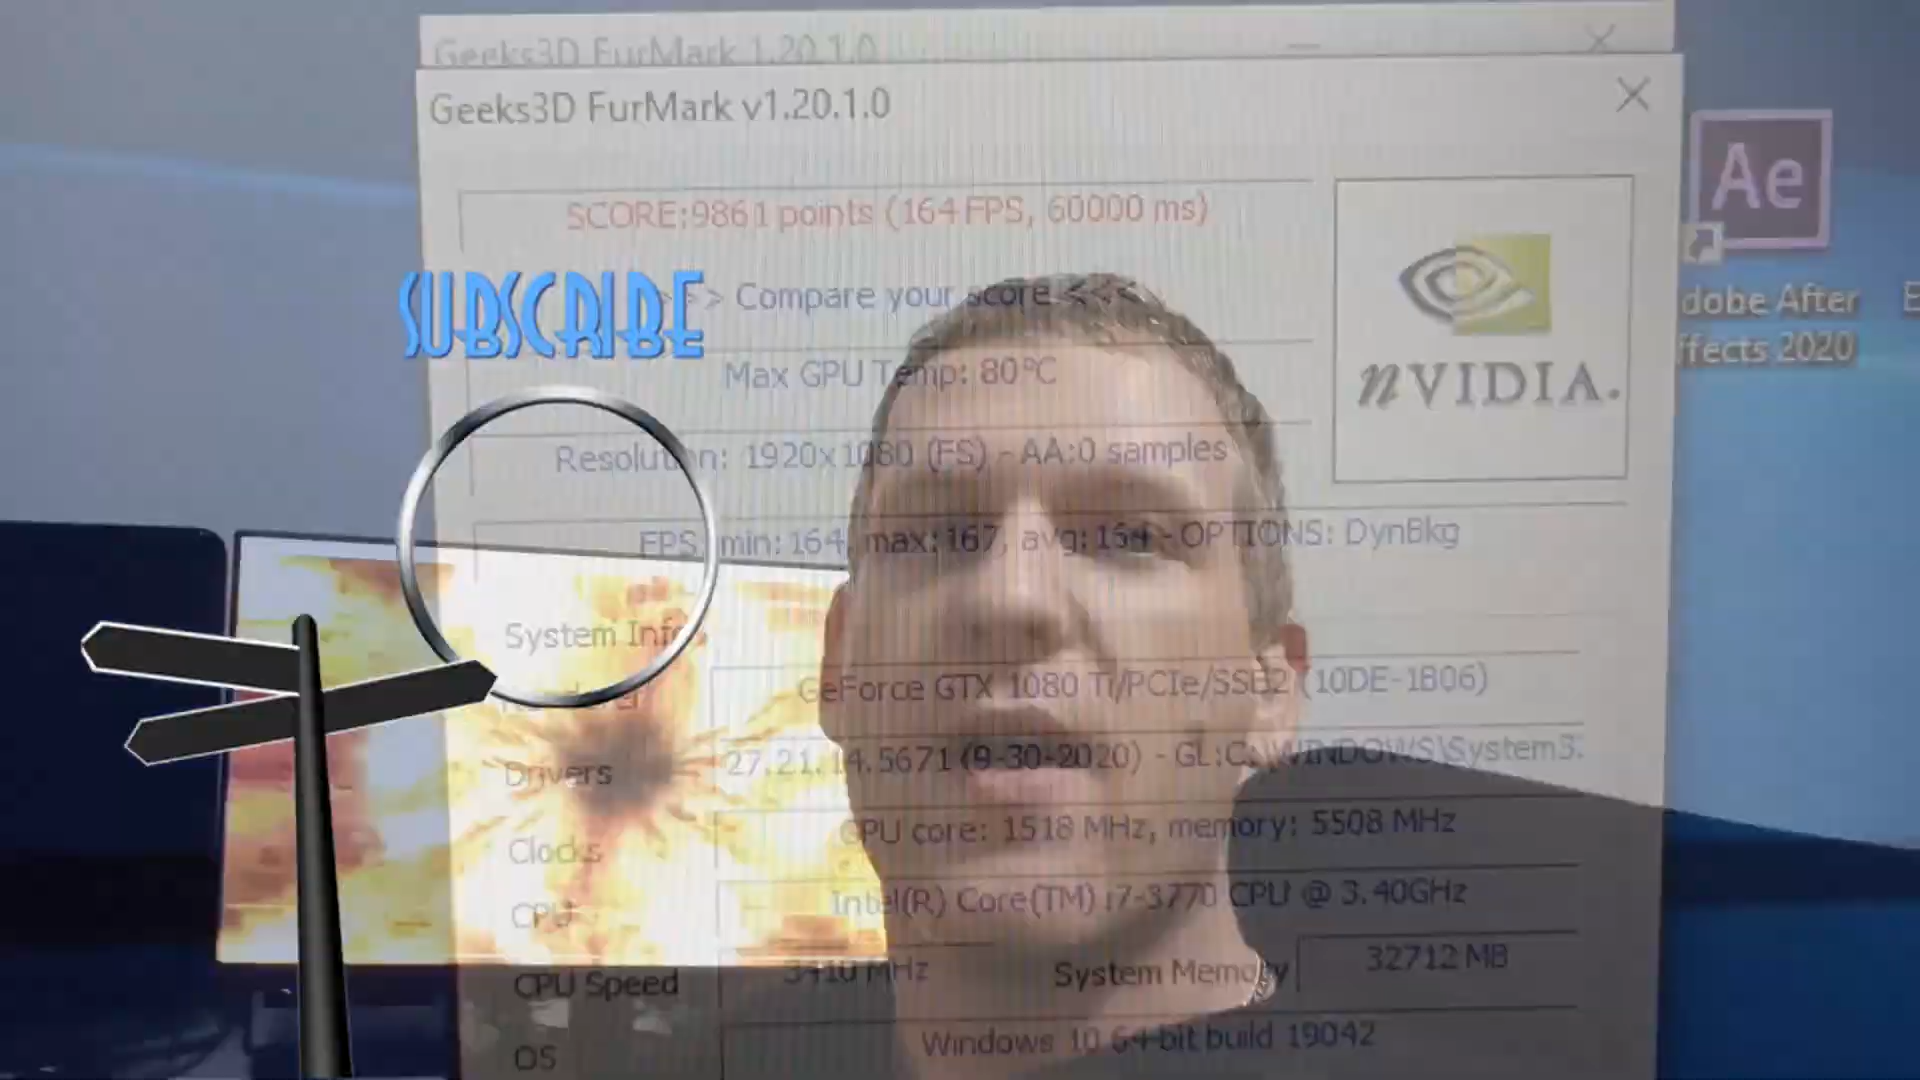 Geeks3D FurMark 1.20.1.0
Geeks3D FurMark v1.20.1.0
SCORE:9861 points (164 FPS, 60000 ms)
Ae
SUBSCRIBE
> > Compare your score < < <
dobe After
ffects 2020
Max GPU Temp: 80°C
nVIDIA.
Resolution: 1920x1080 (FS) - AA:0 samples
FPS: min:164, max:167, avg:164 - OPTIONS: DynBkg
System Info
GeForce GTX 1080 Ti/PCIe/SSE2 (10DE-1B06)
Drivers 27.21.14.5671 (9-30-2020) - GL:C:\WINDOWS\System3
Clocks GPU core: 1518 MHz, memory: 5508 MHz
CPU Intel(R) Core(TM) i7-3770 CPU @ 3.40GHz
CPU Speed 3410 MHz System Memory 32712 MB
OS Windows 10 64-bit build 19042